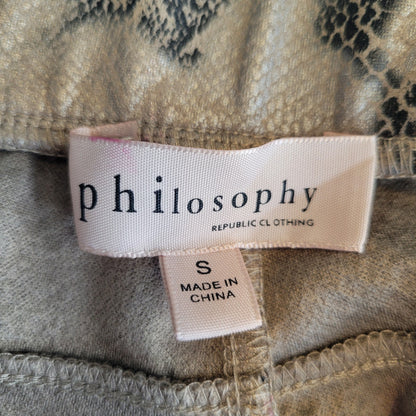 philosophy
REPUBLIC CLOTHING
S
MADE IN
CHINA